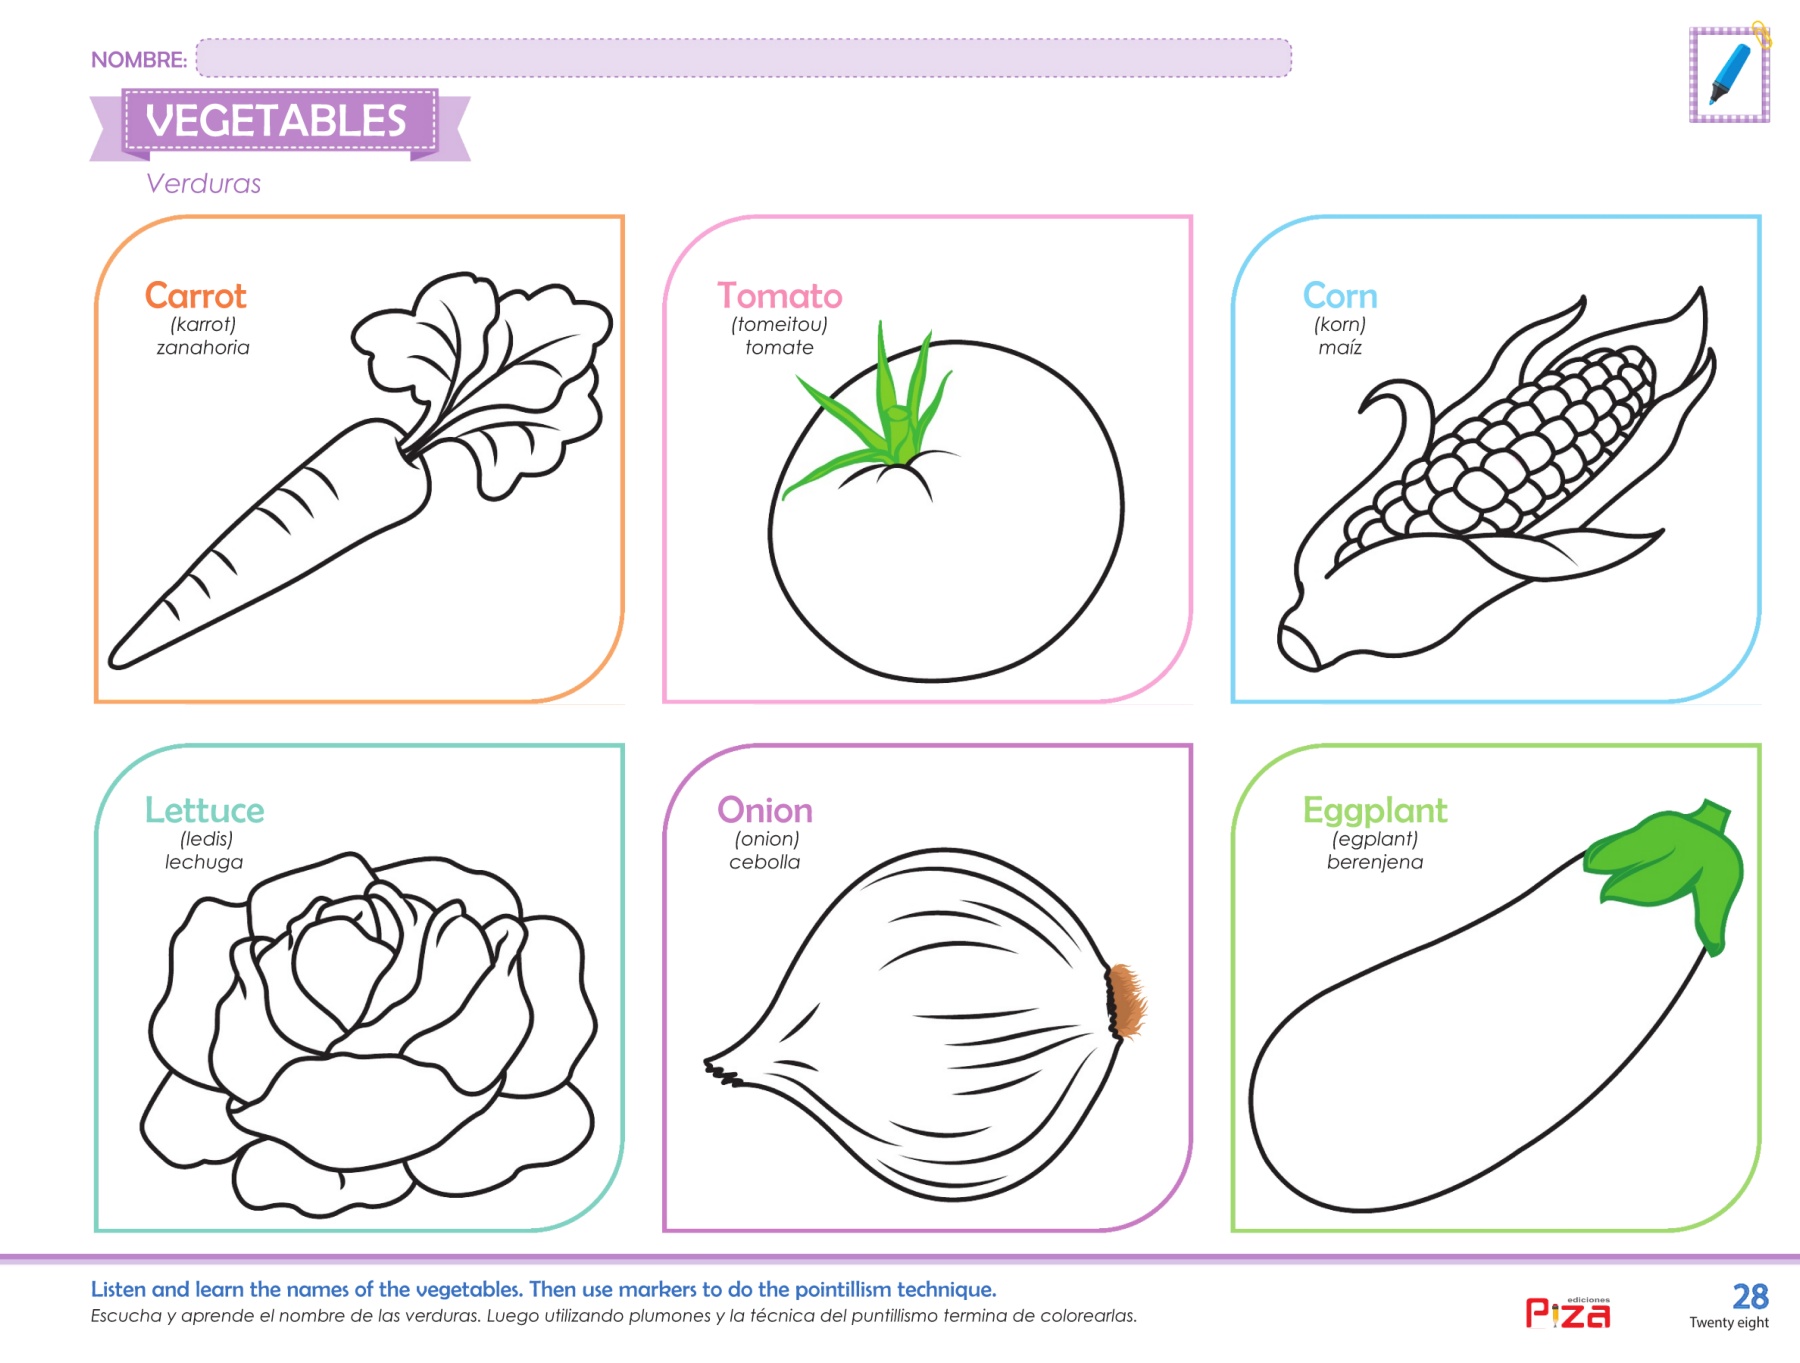 NOMBRE:
VEGETABLES
Verduras
Carrot
(karrot)
zanahoria
Tomato
(tomeitou)
tomate
Corn
(korn)
maíz
Lettuce
(ledis)
lechuga
Onion
(onion)
cebolla
Eggplant
(egplant)
berenjena
Listen and learn the names of the vegetables. Then use markers to do the pointillism technique.
Escucha y aprende el nombre de las verduras. Luego utilizando plumones y la técnica del puntillismo termina de colorearlas.
ediciones
Piza
28
Twenty eight